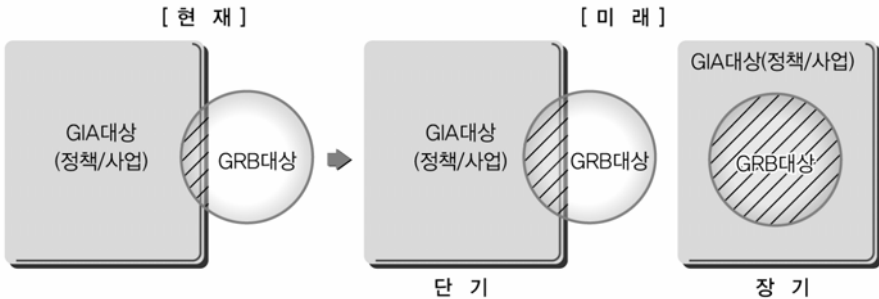 [ 현 재 ]
[ 미 래 ]
GIA대상
(정책/사업)
GRB대상
GIA대상
(정책/사업)
GRB대상
GIA대상(정책/사업)
GRB대상
단 기
장 기